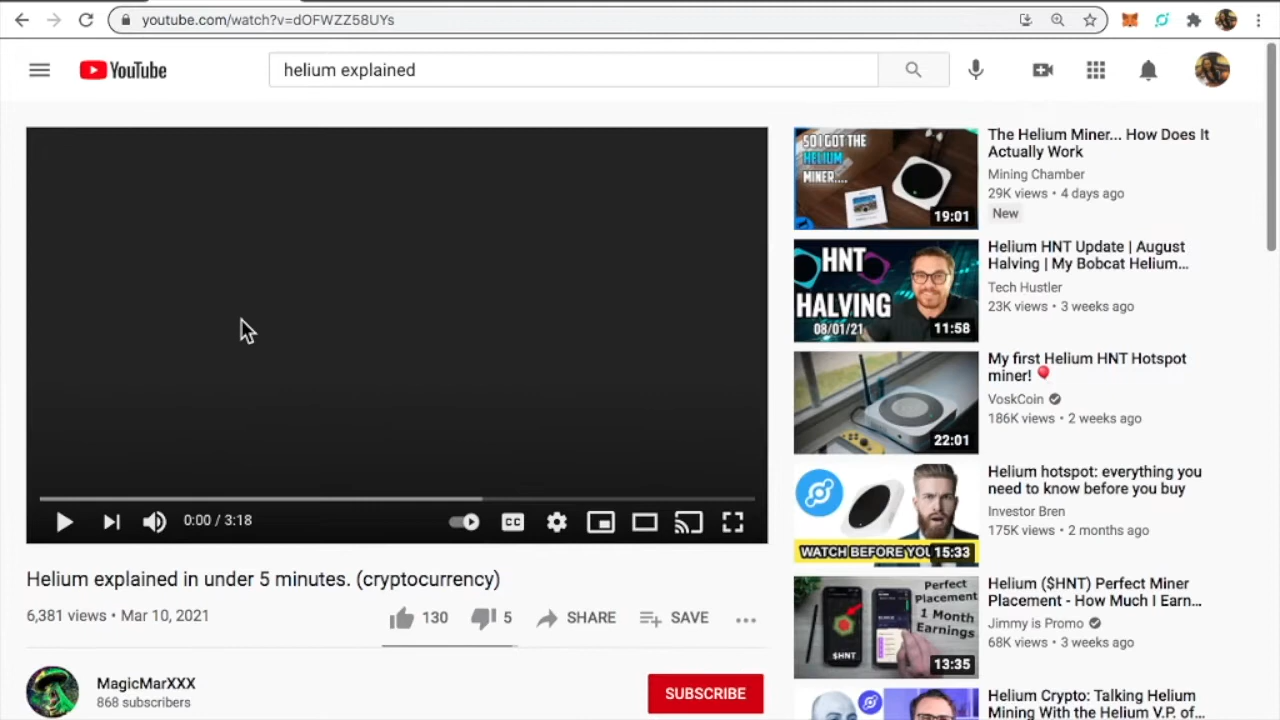 youtube.com/watch?v=dOFWZZ58UYs
YouTube
helium explained
SO I GOT THE
HELIUM
MINER....
19:01
The Helium Miner... How Does It
Actually Work
Mining Chamber
29K views • 4 days ago
New
HNT
HALVING
08/01/21
11:58
Helium HNT Update | August
Halving | My Bobcat Helium...
Tech Hustler
23K views • 3 weeks ago
22:01
My first Helium HNT Hotspot
miner! 🎈
VoskCoin
186K views • 2 weeks ago
WATCH BEFORE YOU
15:33
Helium hotspot: everything you
need to know before you buy
Investor Bren
175K views • 2 months ago
Perfect
Placement
1 Month
Earnings
$HNT
13:35
Helium ($HNT) Perfect Miner
Placement - How Much I Earn...
Jimmy is Promo
68K views • 3 weeks ago
Helium Crypto: Talking Helium
Mining With the Helium V.P. of...
0:00 / 3:18
CC
Helium explained in under 5 minutes. (cryptocurrency)
6,381 views • Mar 10, 2021
130
5
SHARE
SAVE
MagicMarXXX
868 subscribers
SUBSCRIBE